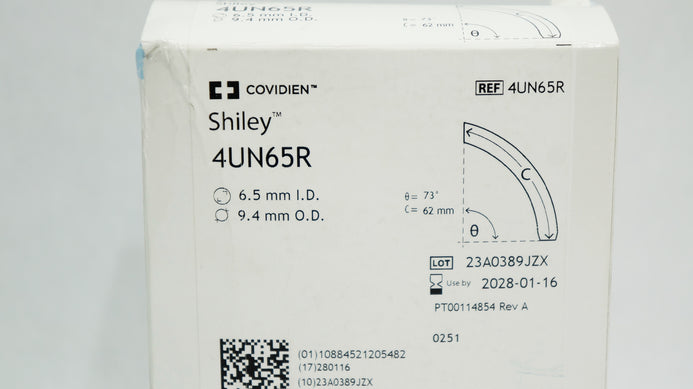 Shiley
4UN65R
6.5 mm I.D.
9.4 mm O.D.
θ = 73°
C = 62 mm
θ
COVIDIEN™
REF 4UN65R
Shiley™
4UN65R
6.5 mm I.D.
9.4 mm O.D.
θ = 73°
C = 62 mm
C
θ
LOT 23A0389JZX
Use by 2028-01-16
PT00114854 Rev A
0251
(01)10884521205482
(17)280116
(10)23A0389JZX